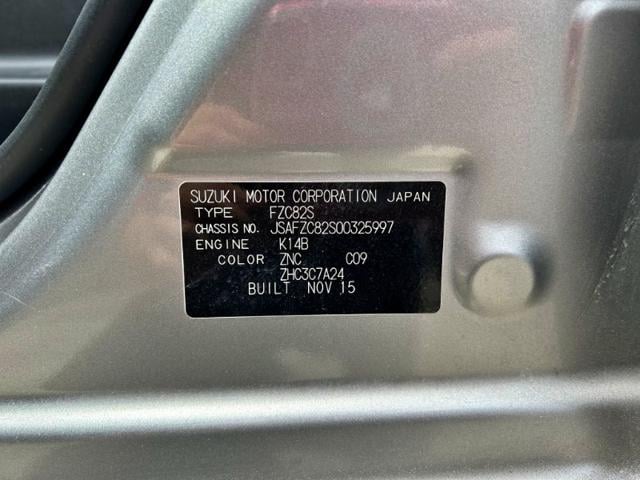 SUZUKI MOTOR CORPORATION JAPAN
TYPE FZC82S
CHASSIS NO. JSAFZC82S00325997
ENGINE K14B
COLOR ZNC C09
ZHC3C7A24
BUILT NOV 15